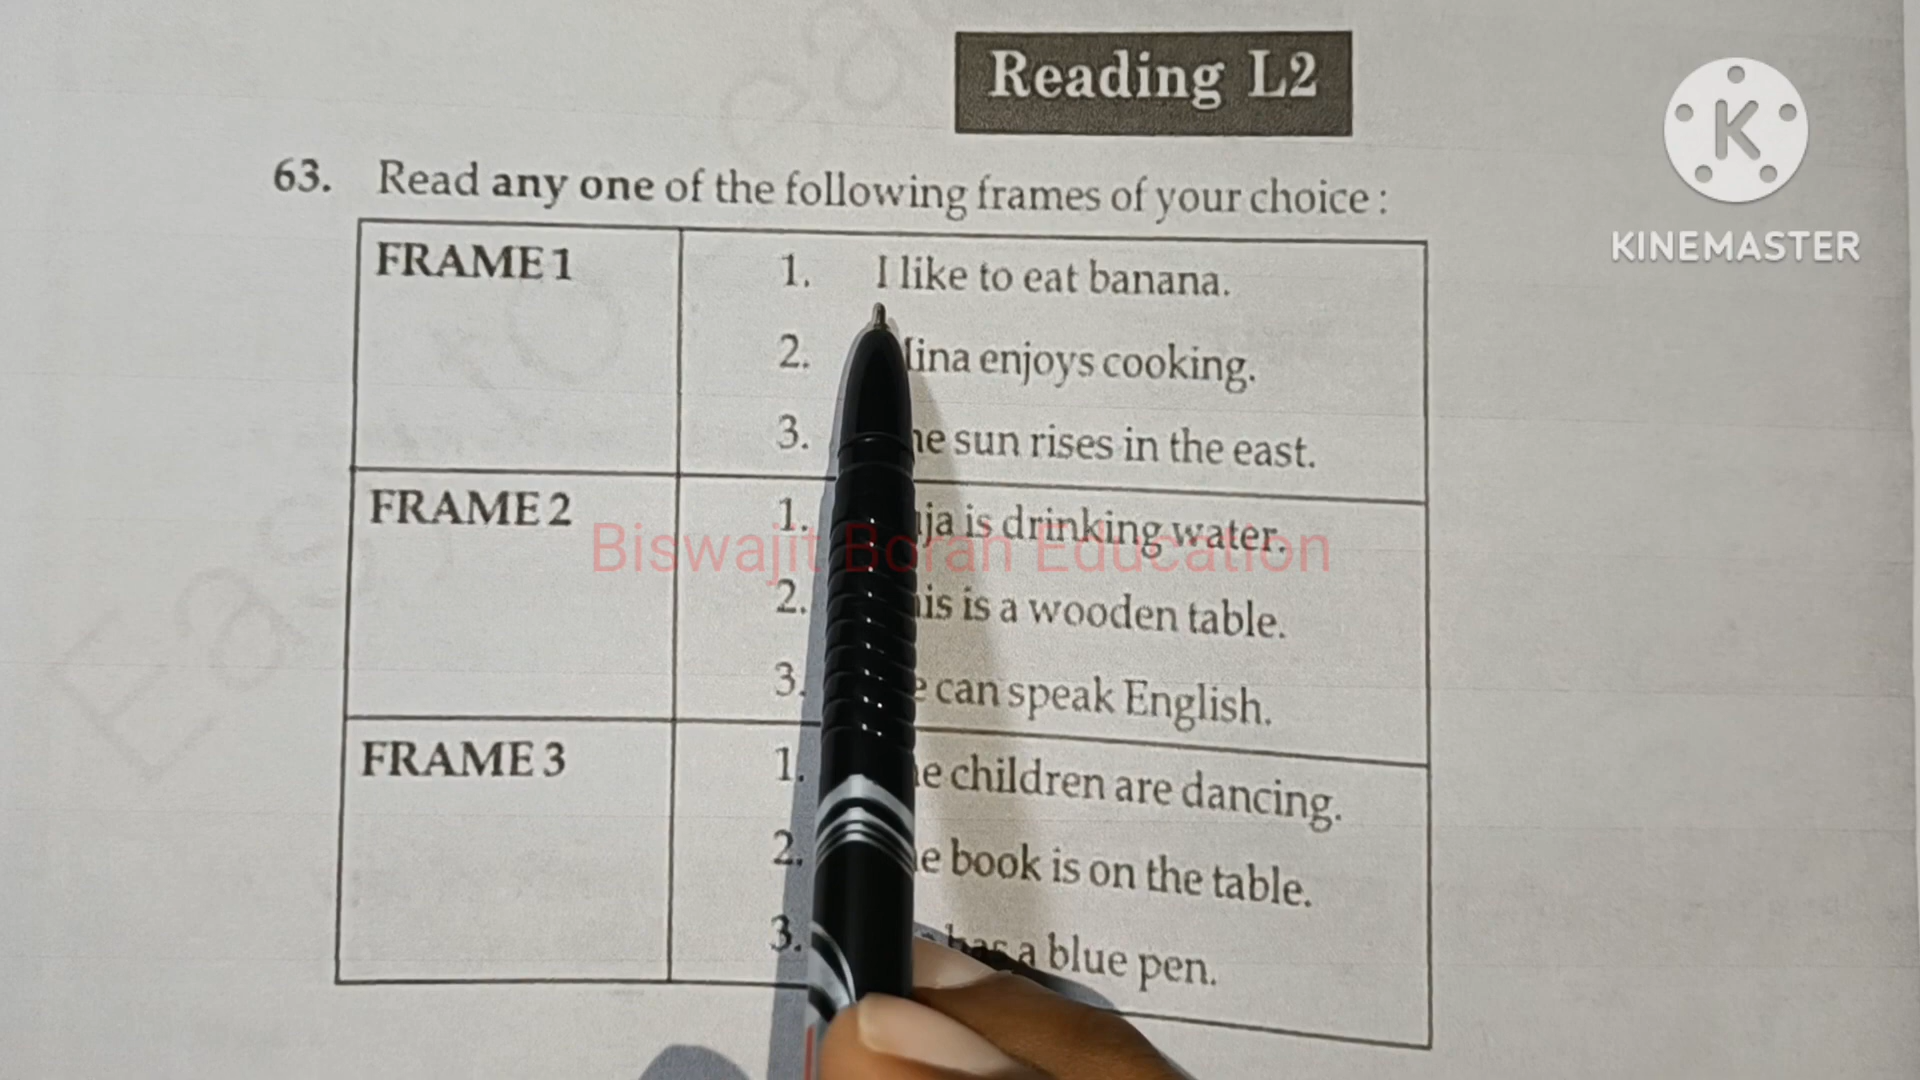 Reading L2
K
KINEMASTER
63. Read any one of the following frames of your choice :
FRAME 1
1. I like to eat banana.
2. enjoys cooking.
3. sun rises in the east.
FRAME 2
1. is drinking water.
Biswajit Borah Education
2. is a wooden table.
3. can speak English.
FRAME 3
1. children are dancing.
2. book is on the table.
3. has a blue pen.